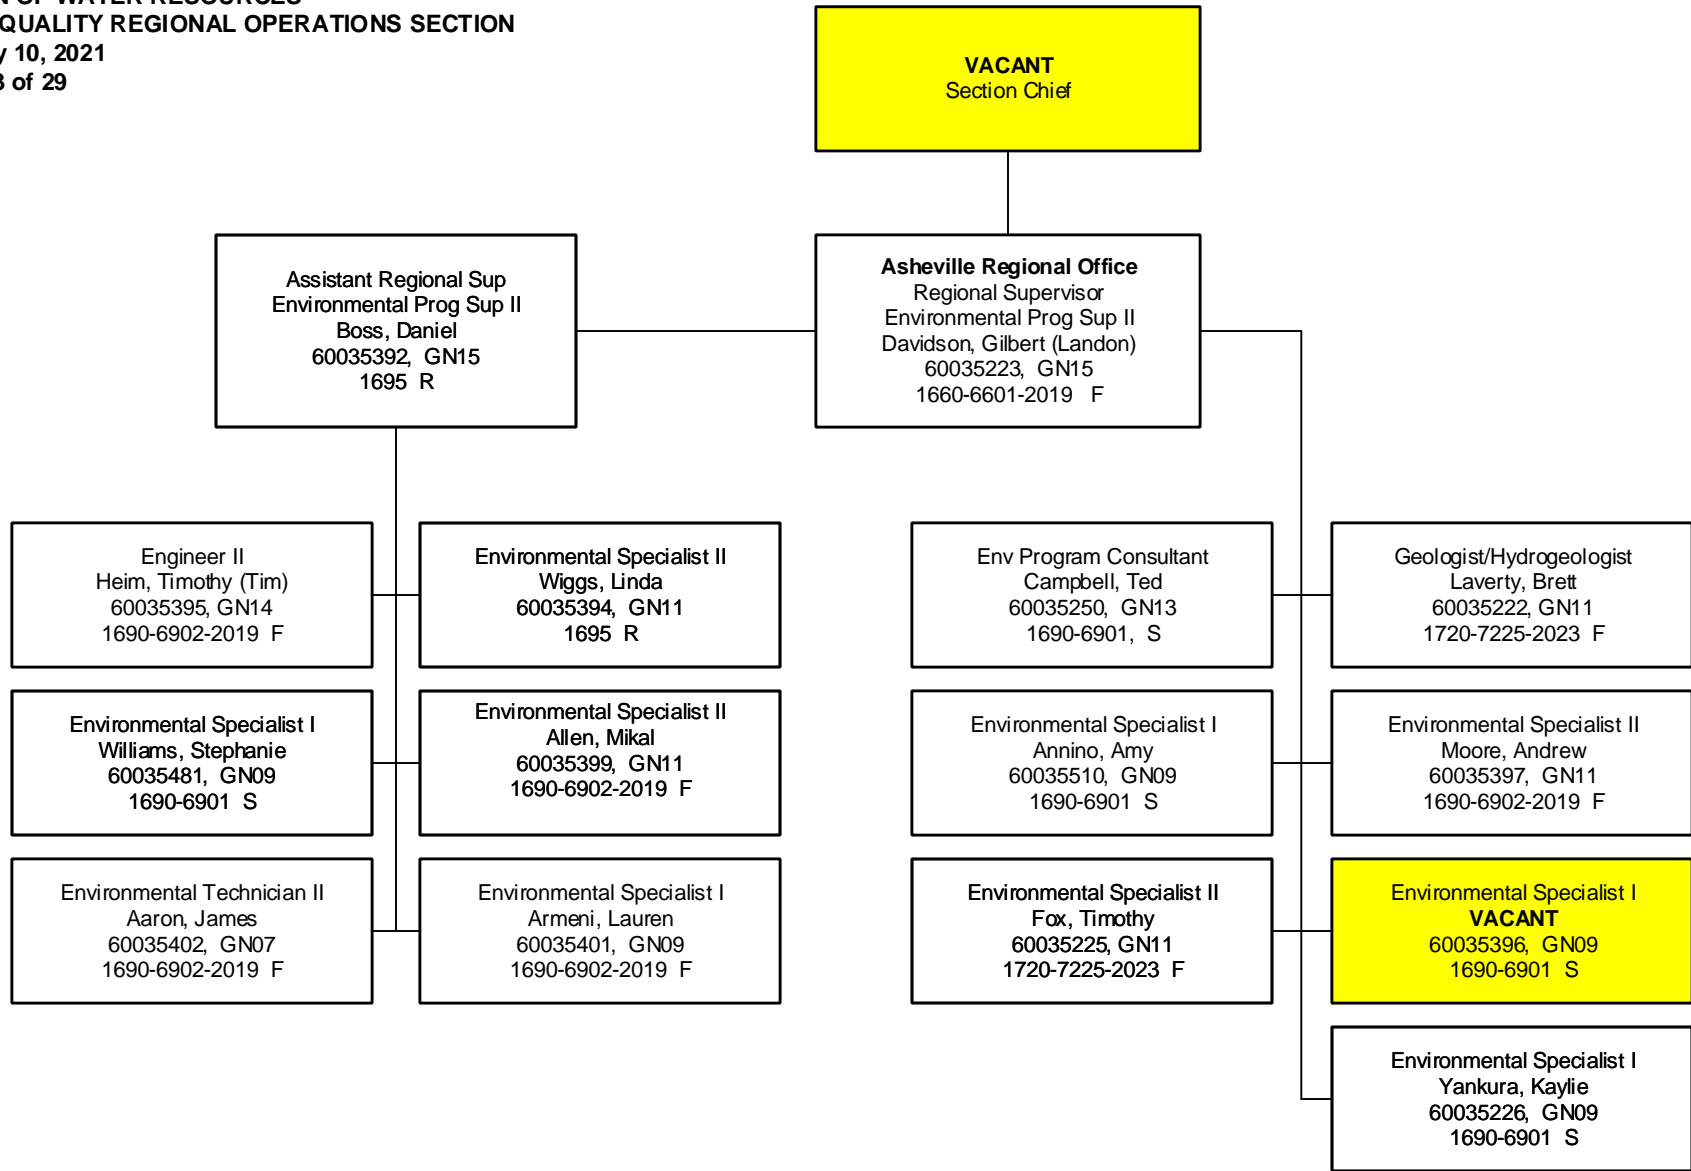 OF WATER RESOURCES
QUALITY REGIONAL OPERATIONS SECTION
10, 2021
of 29
VACANT
Section Chief
Assistant Regional Sup
Environmental Prog Sup II
Boss, Daniel
60035392, GN15
1695 R
Asheville Regional Office
Regional Supervisor
Environmental Prog Sup II
Davidson, Gilbert (Landon)
60035223, GN15
1660-6601-2019 F
Engineer II
Heim, Timothy (Tim)
60035395, GN14
1690-6902-2019 F
Environmental Specialist II
Wiggs, Linda
60035394, GN11
1695 R
Env Program Consultant
Campbell, Ted
60035250, GN13
1690-6901, S
Geologist/Hydrogeologist
Laverty, Brett
60035222, GN11
1720-7225-2023 F
Environmental Specialist I
Williams, Stephanie
60035481, GN09
1690-6901 S
Environmental Specialist II
Allen, Mikal
60035399, GN11
1690-6902-2019 F
Environmental Specialist I
Annino, Amy
60035510, GN09
1690-6901 S
Environmental Specialist II
Moore, Andrew
60035397, GN11
1690-6902-2019 F
Environmental Technician II
Aaron, James
60035402, GN07
1690-6902-2019 F
Environmental Specialist I
Armeni, Lauren
60035401, GN09
1690-6902-2019 F
Environmental Specialist II
Fox, Timothy
60035225, GN11
1720-7225-2023 F
Environmental Specialist I
VACANT
60035396, GN09
1690-6901 S
Environmental Specialist I
Yankura, Kaylie
60035226, GN09
1690-6901 S